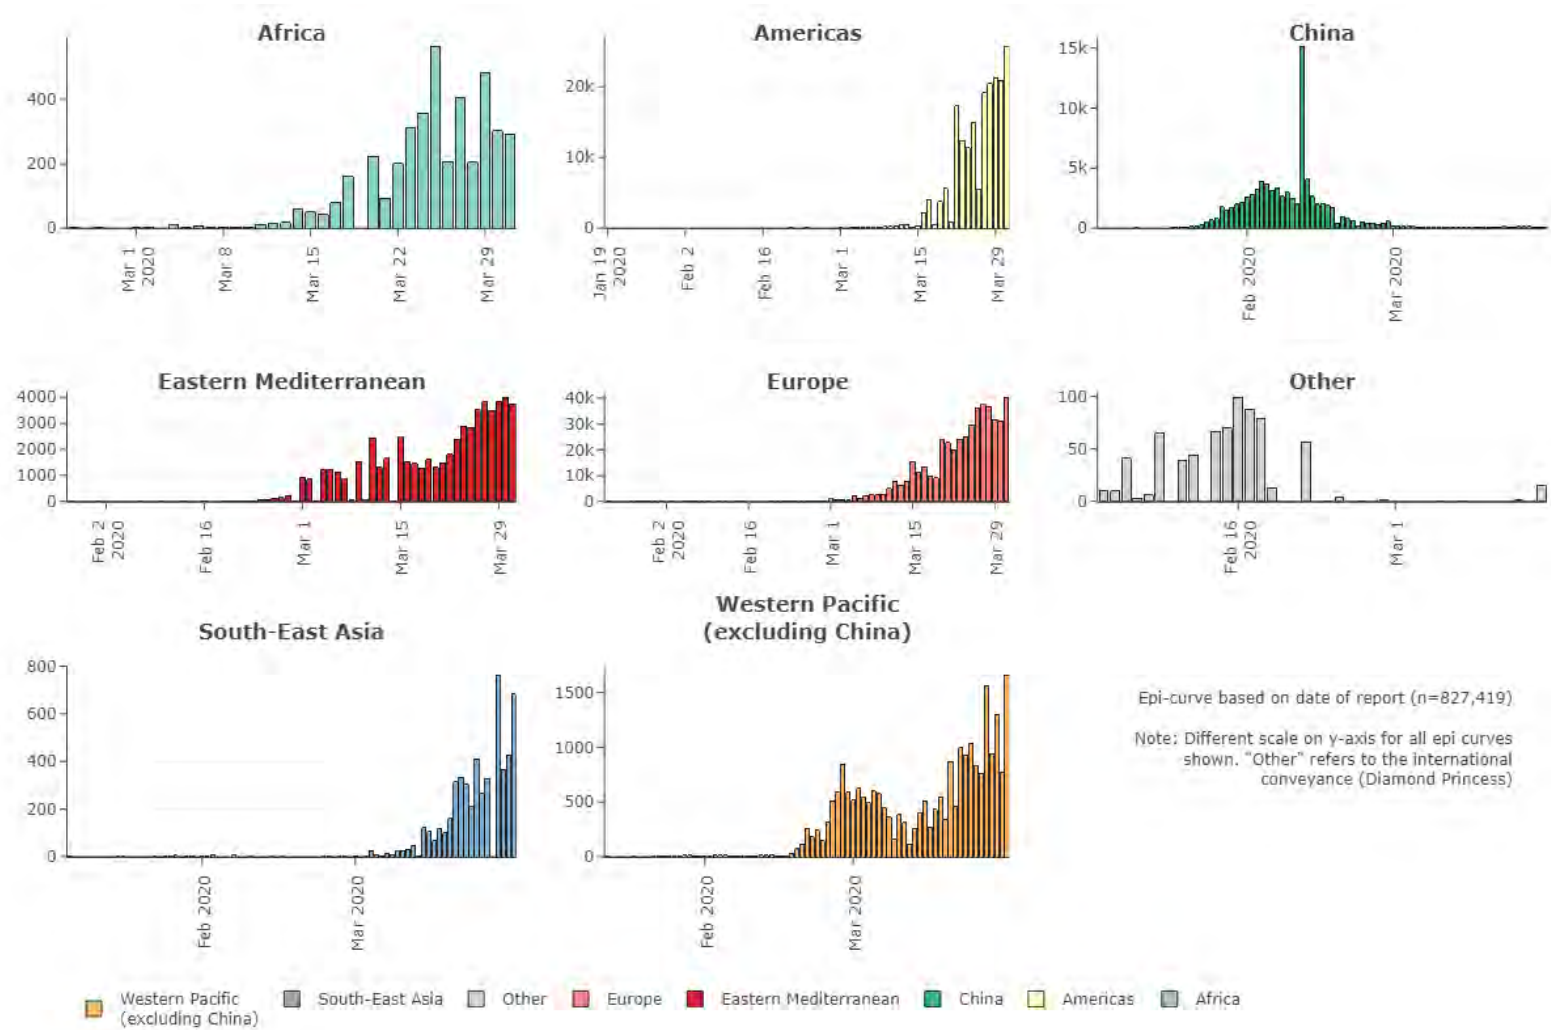 Africa
400
200
0
Mar 1
2020
Mar 8
Mar 15
Mar 22
Mar 29
Americas
20k
10k
0
Jan 19
2020
Feb 2
Feb 16
Mar 1
Mar 15
Mar 29
China
15k
10k
5k
0
Feb 2020
Mar 2020
Eastern Mediterranean
4000
3000
2000
1000
0
Feb 2
2020
Feb 16
Mar 1
Mar 15
Mar 29
Europe
40k
30k
20k
10k
0
Feb 2
2020
Feb 16
Mar 1
Mar 15
Mar 29
Other
100
50
0
Feb 16
2020
Mar 1
South-East Asia
800
600
400
200
0
Feb 2020
Mar 2020
Western Pacific
(excluding China)
1500
1000
500
0
Feb 2020
Mar 2020
Epi-curve based on date of report (n=827,419)
Note: Different scale on y-axis for all epi curves
shown. "Other" refers to the international
conveyance (Diamond Princess)
Western Pacific
(excluding China)
South-East Asia
Other
Europe
Eastern Mediterranean
China
Americas
Africa